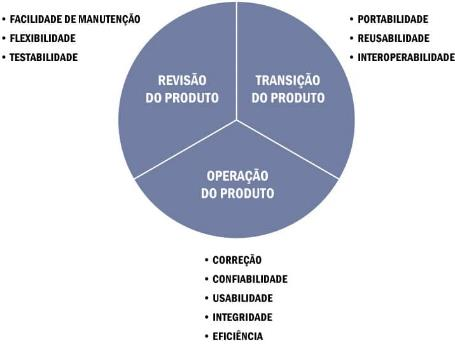 • FACILIDADE DE MANUTENÇÃO
• FLEXIBILIDADE
• TESTABILIDADE
• PORTABILIDADE
• REUSABILIDADE
• INTEROPERABILIDADE
REVISÃO
DO PRODUTO
TRANSIÇÃO
DO PRODUTO
OPERAÇÃO
DO PRODUTO
• CORREÇÃO
• CONFIABILIDADE
• USABILIDADE
• INTEGRIDADE
• EFICIÊNCIA